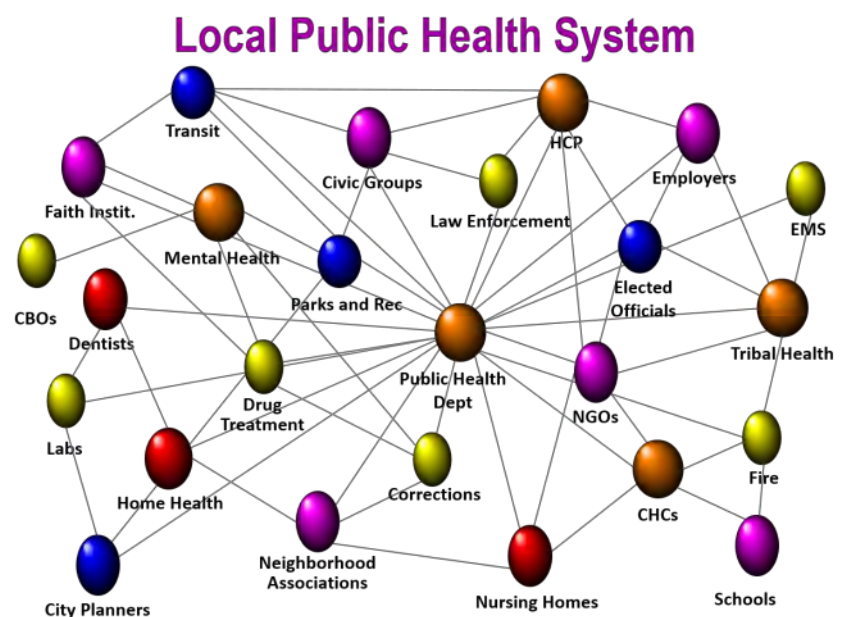 Local Public Health System
Transit
HCP
Civic Groups
Employers
Faith Instit.
Law Enforcement
EMS
Mental Health
Parks and Rec
Elected
Officials
CBOs
Dentists
Tribal Health
Public Health
Dept
Drug
Treatment
NGOs
Labs
Home Health
Corrections
Fire
CHCs
Neighborhood
Associations
City Planners
Nursing Homes
Schools